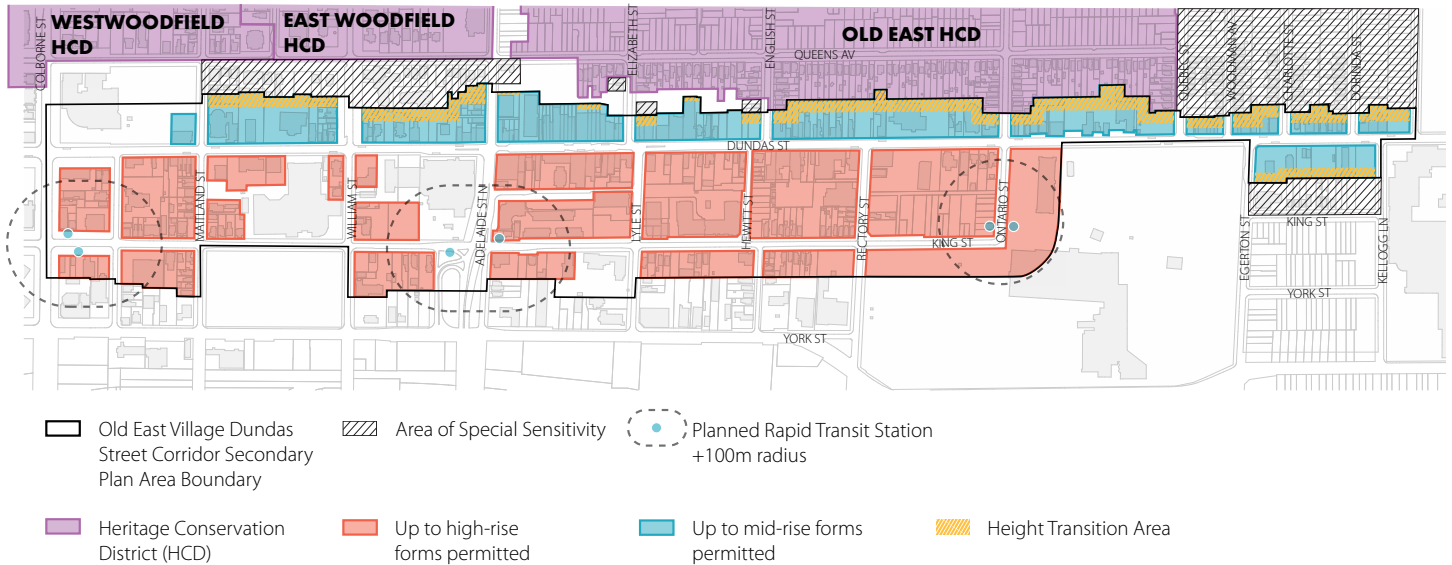 WESTWOODFIELD
HCD
EAST WOODFIELD
HCD
OLD EAST HCD
COLBORNE ST
ELIZABETH ST
ENGLISH ST
QUEENS AV
QUEBEC ST
WOODMAN AV
CHARLOTTE ST
DORINDA ST
DUNDAS ST
MAITLAND ST
WILLIAM ST
ADELAIDE ST N
LYLE ST
HEWITT ST
RECTORY ST
ONTARIO ST
KING ST
EGERTON ST
KING ST
KELLOGG LN
YORK ST
YORK ST
Old East Village Dundas
Street Corridor Secondary
Plan Area Boundary
Area of Special Sensitivity
Planned Rapid Transit Station
+100m radius
Heritage Conservation
District (HCD)
Up to high-rise
forms permitted
Up to mid-rise forms
permitted
Height Transition Area